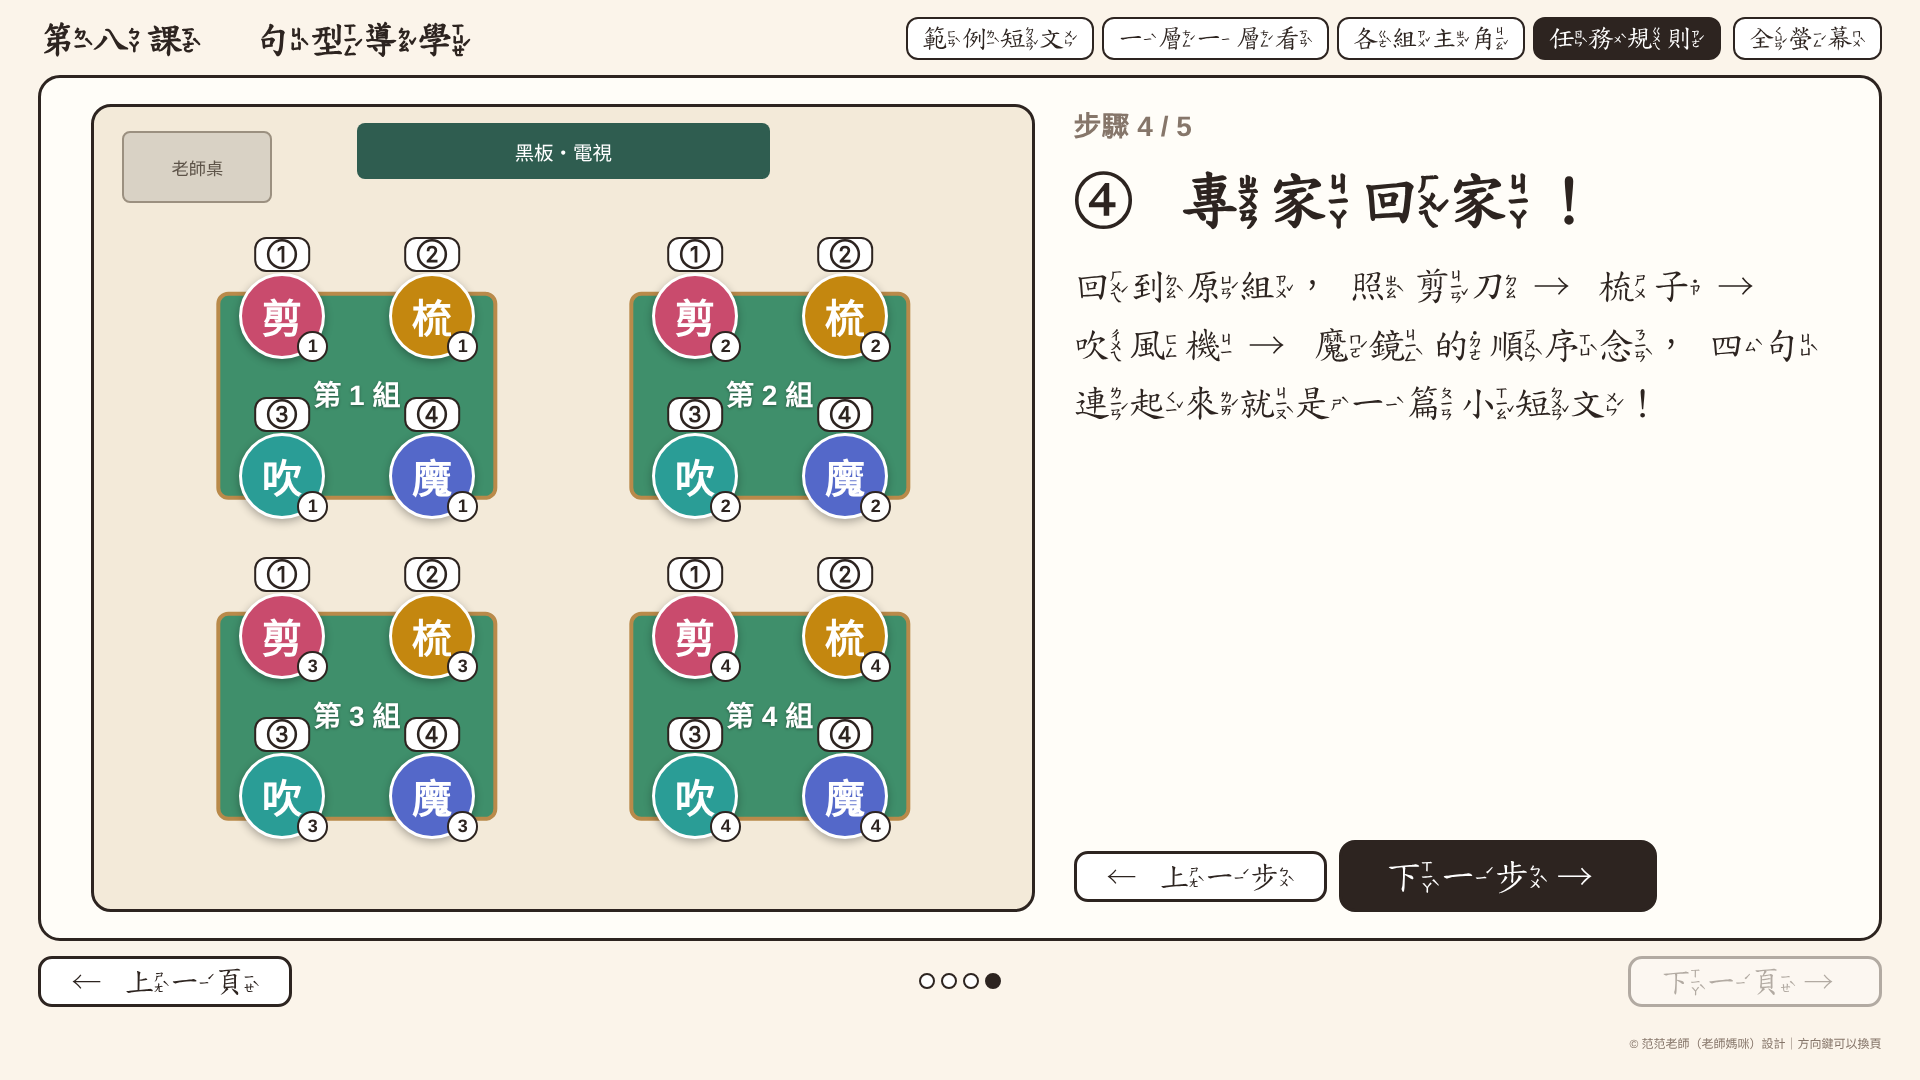 第八課 句型導學
範例短文
一層一層看
各組主角
任務規則
全螢幕
老師桌
黑板・電視
① ② ① ②
剪 1 梳 1 剪 2 梳 2
第 1 組 第 2 組
③ ④ ③ ④
吹 1 魔 1 吹 2 魔 2
① ② ① ②
剪 3 梳 3 剪 4 梳 4
第 3 組 第 4 組
③ ④ ③ ④
吹 3 魔 3 吹 4 魔 4
步驟 4 / 5
④ 專家回家！
回到原組，照剪刀→梳子→
吹風機→魔鏡的順序念，四句
連起來就是一篇小短文！
← 上一步
下一步→
← 上一頁
下一頁→
© 范范老師（老師媽咪）設計｜方向鍵可以換頁